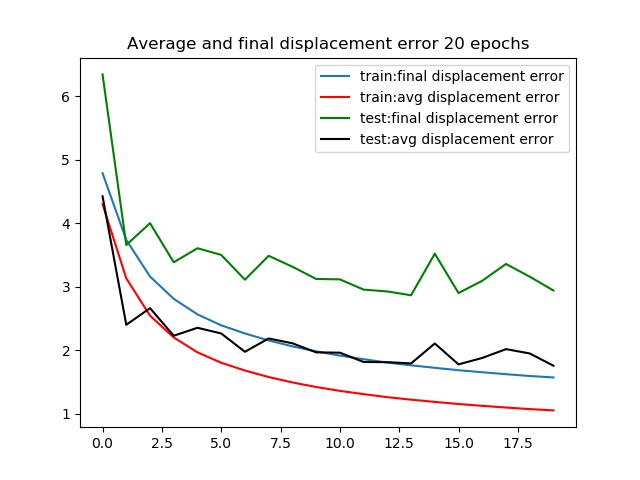 Average and final displacement error 20 epochs
train:final displacement error
train:avg displacement error
test:final displacement error
test:avg displacement error
6
5
4
3
2
1
0.0 2.5 5.0 7.5 10.0 12.5 15.0 17.5